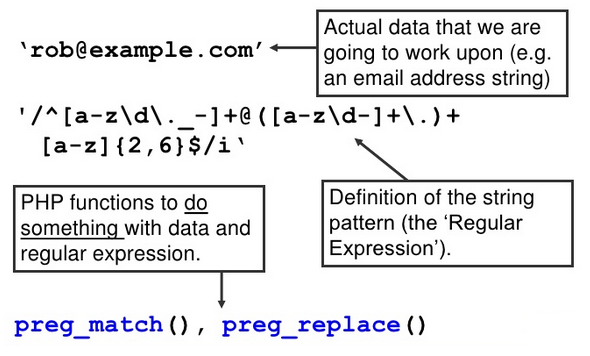 Actual data that we are
going to work upon (e.g.
an email address string)
‘rob@example.com’
'/^[a-z\d\._-]+@([a-z\d-]+\.)+
[a-z]{2,6}$/i‘
PHP functions to do
something with data and
regular expression.
Definition of the string
pattern (the ‘Regular
Expression’).
preg_match(), preg_replace()